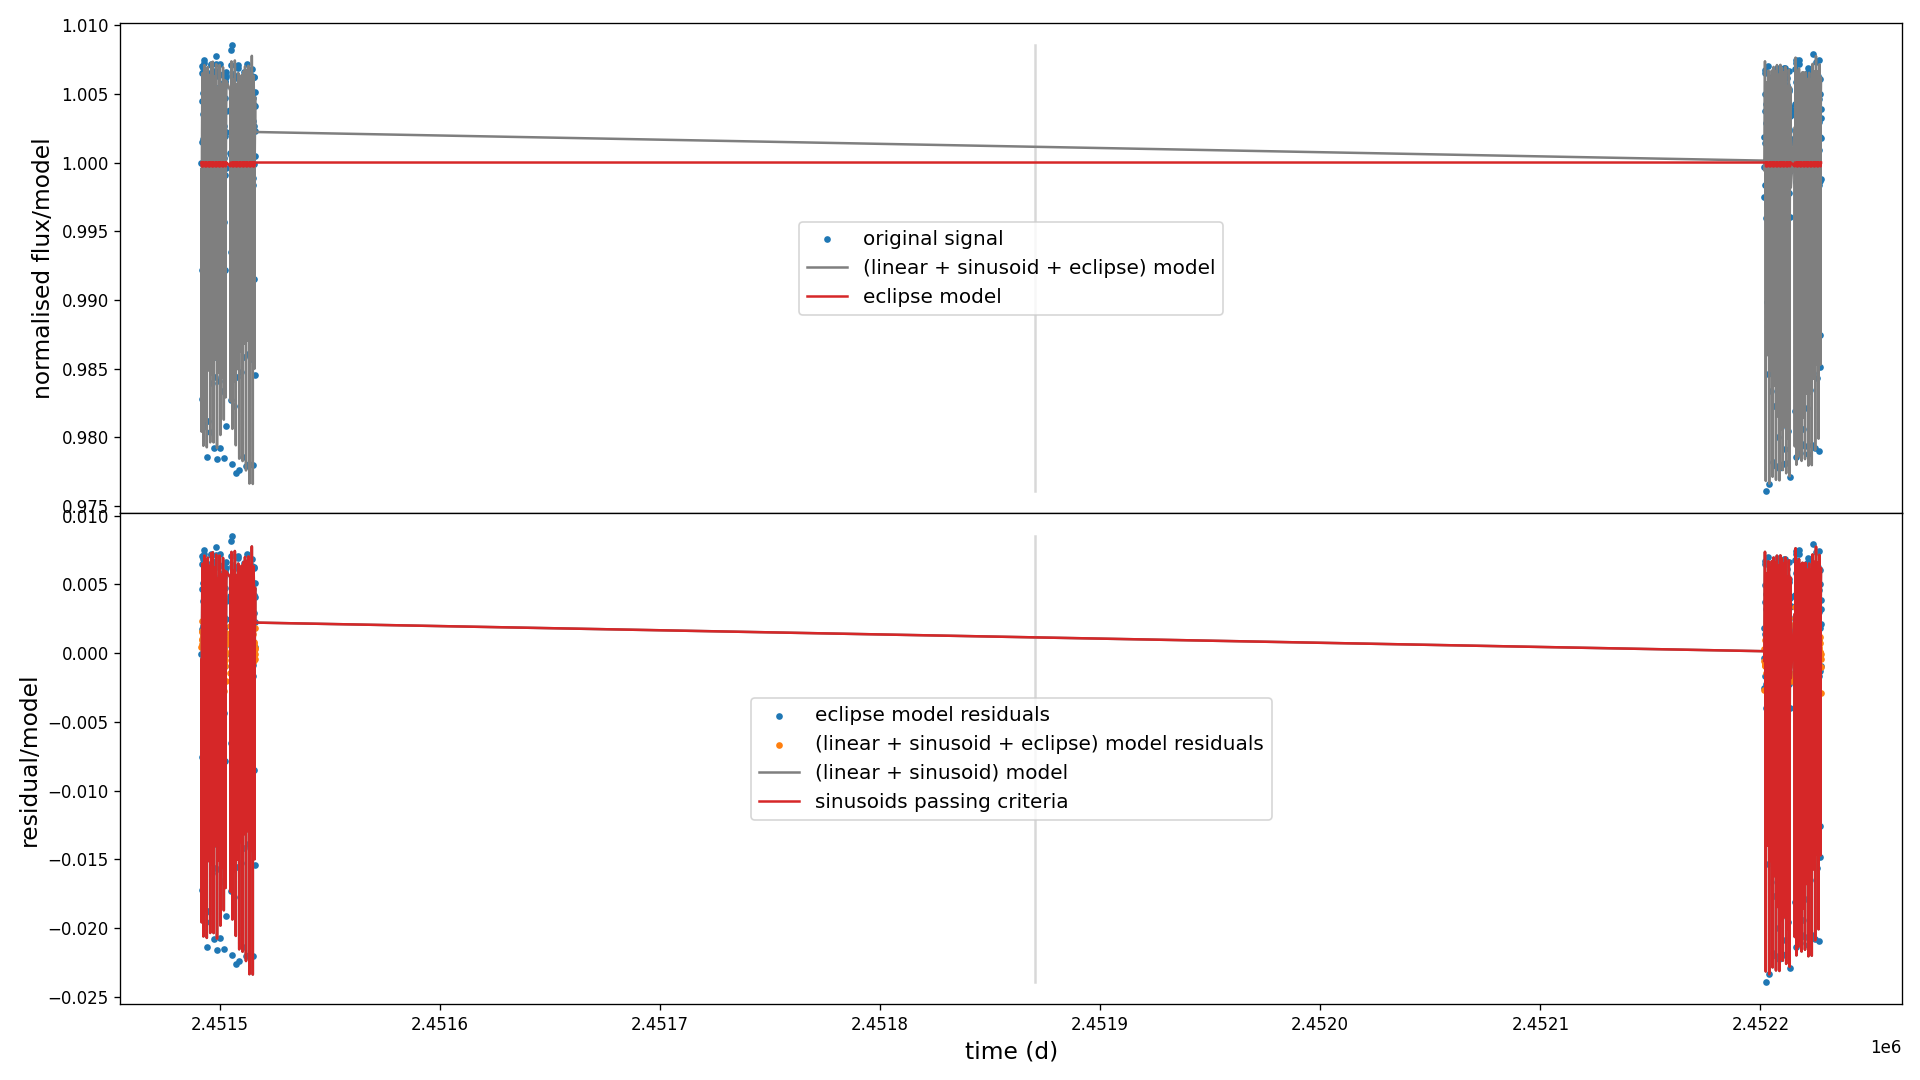 1.010
1.005
1.000
0.995
0.990
0.985
0.980
0.975
normalised flux/model
original signal
(linear + sinusoid + eclipse) model
eclipse model
0.010
0.005
0.000
−0.005
−0.010
−0.015
−0.020
−0.025
residual/model
eclipse model residuals
(linear + sinusoid + eclipse) model residuals
(linear + sinusoid) model
sinusoids passing criteria
2.4515 2.4516 2.4517 2.4518 2.4519 2.4520 2.4521 2.4522
1e6
time (d)